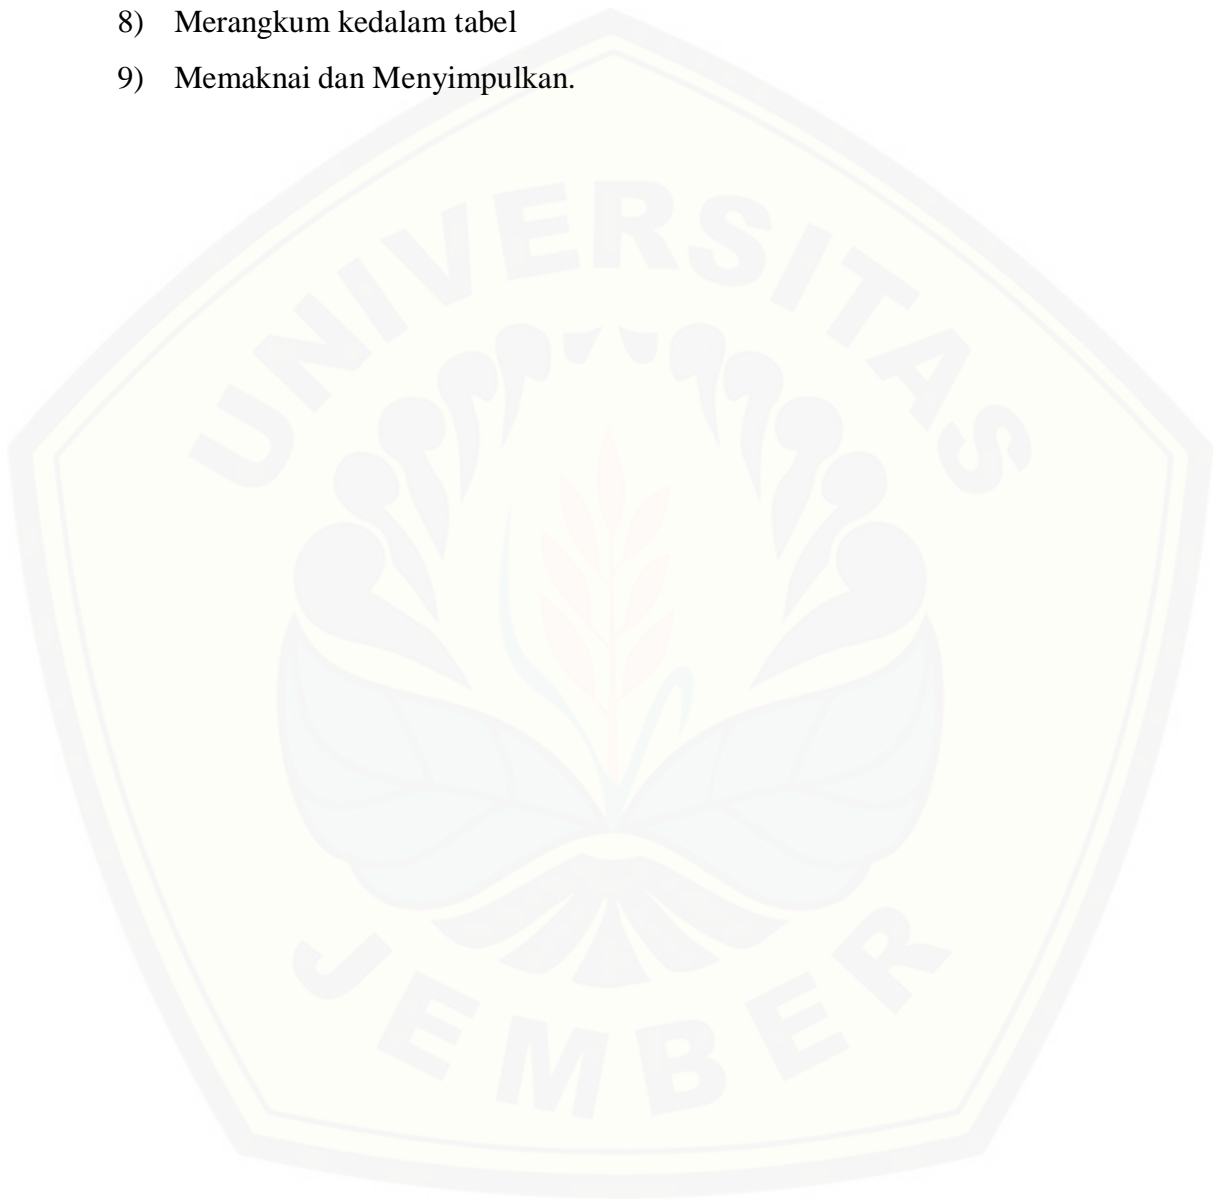 8) Merangkum kedalam tabel
9) Memaknai dan Menyimpulkan.
UNIVERSITAS
JEMBER